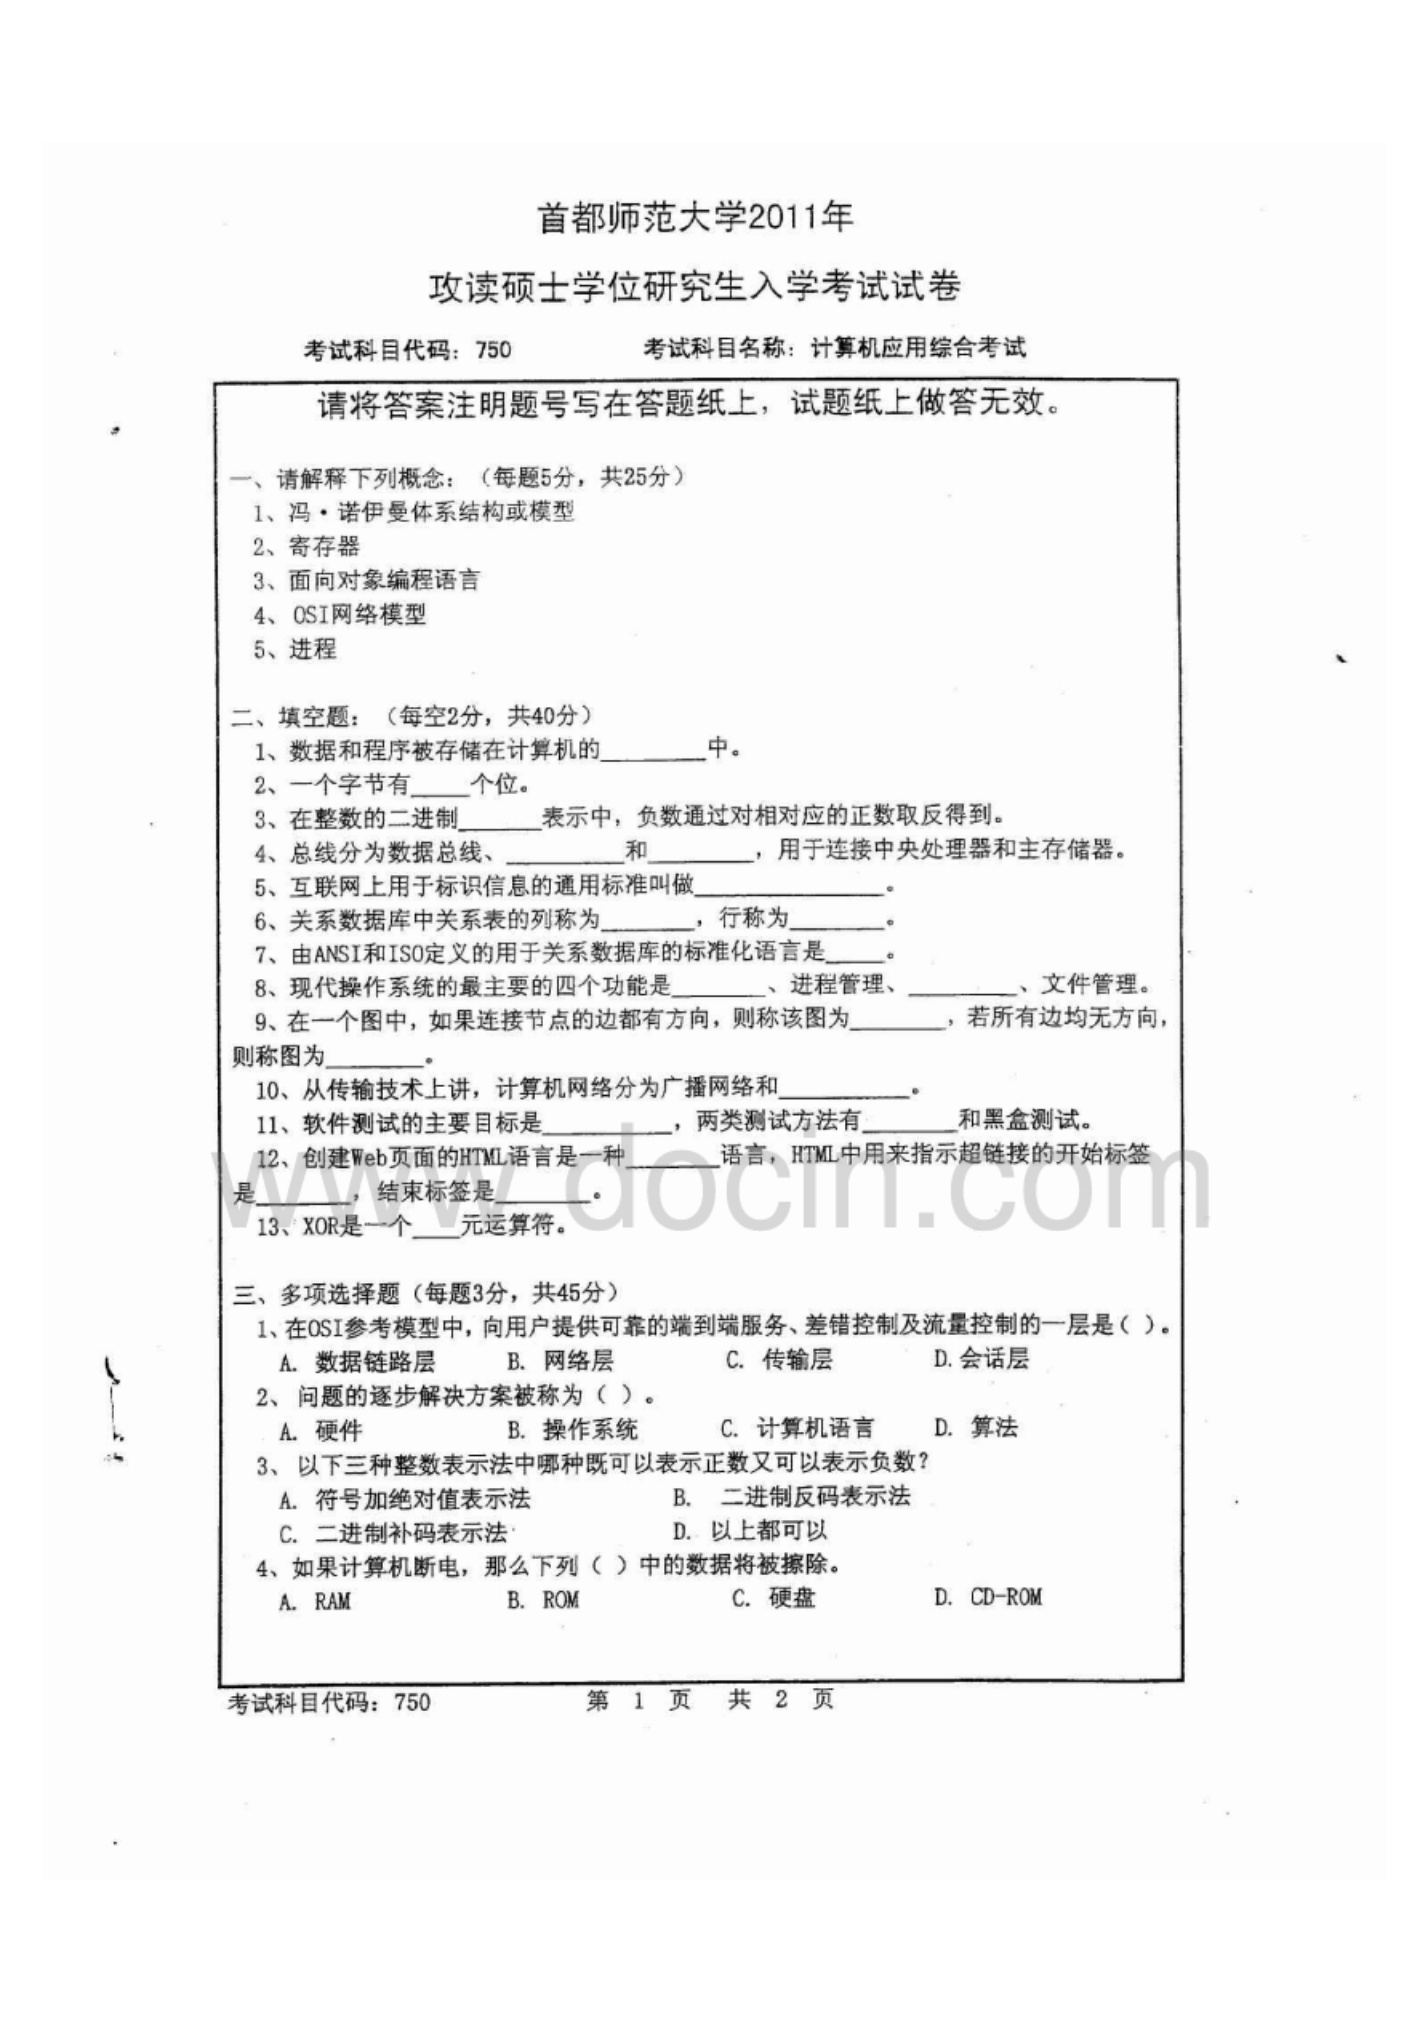 首都师范大学2011年
攻读硕士学位研究生入学考试试卷
考试科目代码：750 考试科目名称：计算机应用综合考试
请将答案注明题号写在答题纸上，试题纸上做答无效。
一、请解释下列概念：（每题5分，共25分）
1、冯·诺伊曼体系结构或模型
2、寄存器
3、面向对象编程语言
4、OSI网络模型
5、进程
二、填空题：（每空2分，共40分）
1、数据和程序被存储在计算机的_________中。
2、一个字节有_____个位。
3、在整数的二进制_______表示中，负数通过对相对应的正数取反得到。
4、总线分为数据总线、__________和_________，用于连接中央处理器和主存储器。
5、互联网上用于标识信息的通用标准叫做________________。
6、关系数据库中关系表的列称为________，行称为________。
7、由ANSI和ISO定义的用于关系数据库的标准化语言是_____。
8、现代操作系统的最主要的四个功能是________、进程管理、_________、文件管理。
9、在一个图中，如果连接节点的边都有方向，则称该图为________，若所有边均无方向，
则称图为________。
10、从传输技术上讲，计算机网络分为广播网络和___________。
11、软件测试的主要目标是___________，两类测试方法有________和黑盒测试。
12、创建Web页面的HTML语言是一种________语言，HTML中用来指示超链接的开始标签
是________，结束标签是________。
13、XOR是一个____元运算符。
www.docin.com
三、多项选择题（每题3分，共45分）
1、在OSI参考模型中，向用户提供可靠的端到端服务、差错控制及流量控制的一层是（ ）。
A. 数据链路层 B. 网络层 C. 传输层 D.会话层
2、 问题的逐步解决方案被称为（ ）。
A. 硬件 B. 操作系统 C. 计算机语言 D. 算法
3、 以下三种整数表示法中哪种既可以表示正数又可以表示负数？
A. 符号加绝对值表示法 B. 二进制反码表示法
C. 二进制补码表示法 D. 以上都可以
4、如果计算机断电，那么下列（ ）中的数据将被擦除。
A. RAM B. ROM C. 硬盘 D. CD-ROM
考试科目代码：750 第 1 页 共 2 页